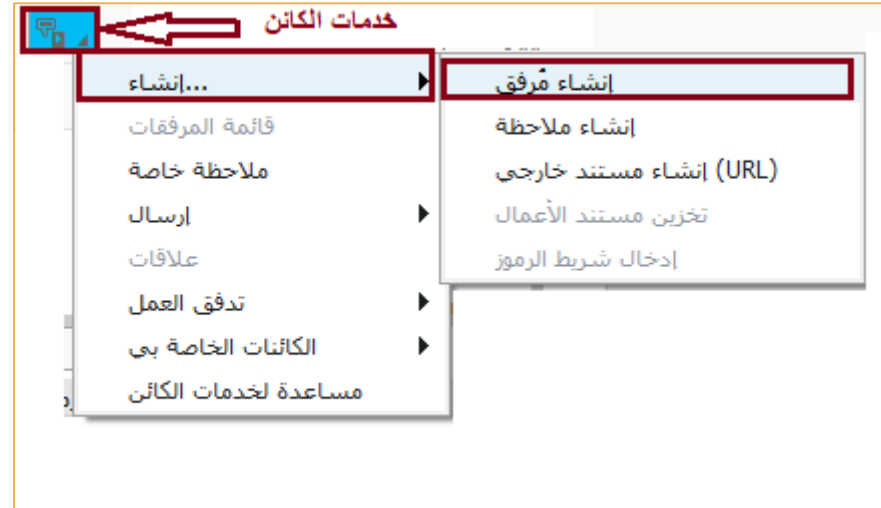 خدمات الكائن
إنشاء...
قائمة المرفقات
ملاحظة خاصة
إرسال
علاقات
تدفق العمل
الكائنات الخاصة بي
مساعدة لخدمات الكائن
إنشاء مُرفق
إنشاء ملاحظة
إنشاء مستند خارجي (URL)
تخزين مستند الأعمال
إدخال شريط الرموز